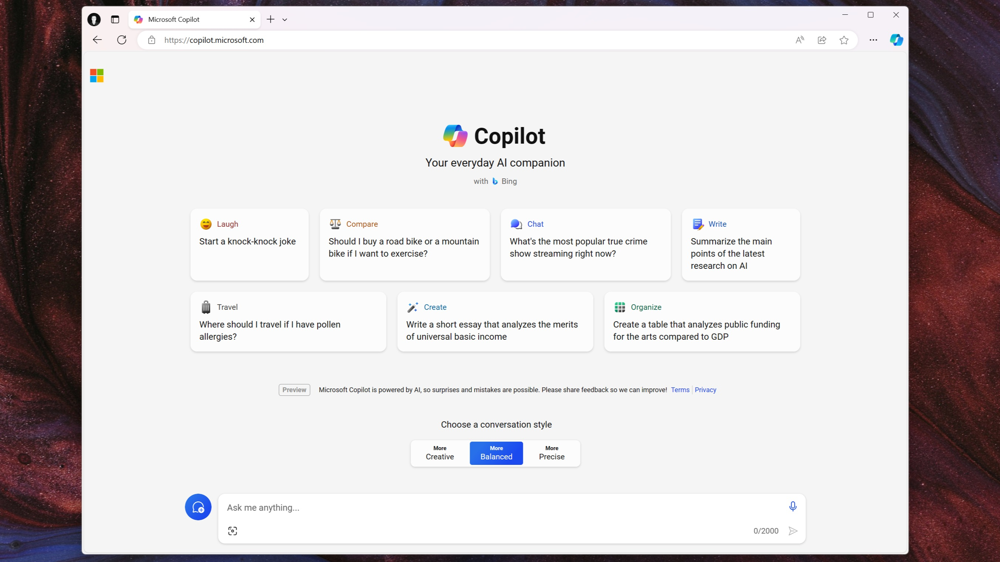 Microsoft Copilot
https://copilot.microsoft.com
Copilot
Your everyday AI companion
with Bing
Laugh
Start a knock-knock joke
Compare
Should I buy a road bike or a mountain
bike if I want to exercise?
Chat
What's the most popular true crime
show streaming right now?
Write
Summarize the main
points of the latest
research on AI
Travel
Where should I travel if I have pollen
allergies?
Create
Write a short essay that analyzes the merits
of universal basic income
Organize
Create a table that analyzes public funding
for the arts compared to GDP
Preview Microsoft Copilot is powered by AI, so surprises and mistakes are possible. Please share feedback so we can improve! Terms Privacy
Choose a conversation style
More
Creative
More
Balanced
More
Precise
Ask me anything...
0/2000